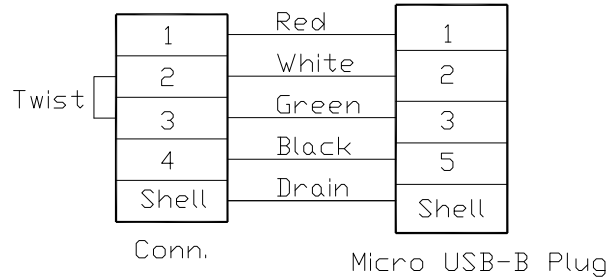 1 Red 1
2 White 2
Twist
3 Green 3
4 Black 5
Shell Drain Shell
Conn.
Micro USB-B Plug